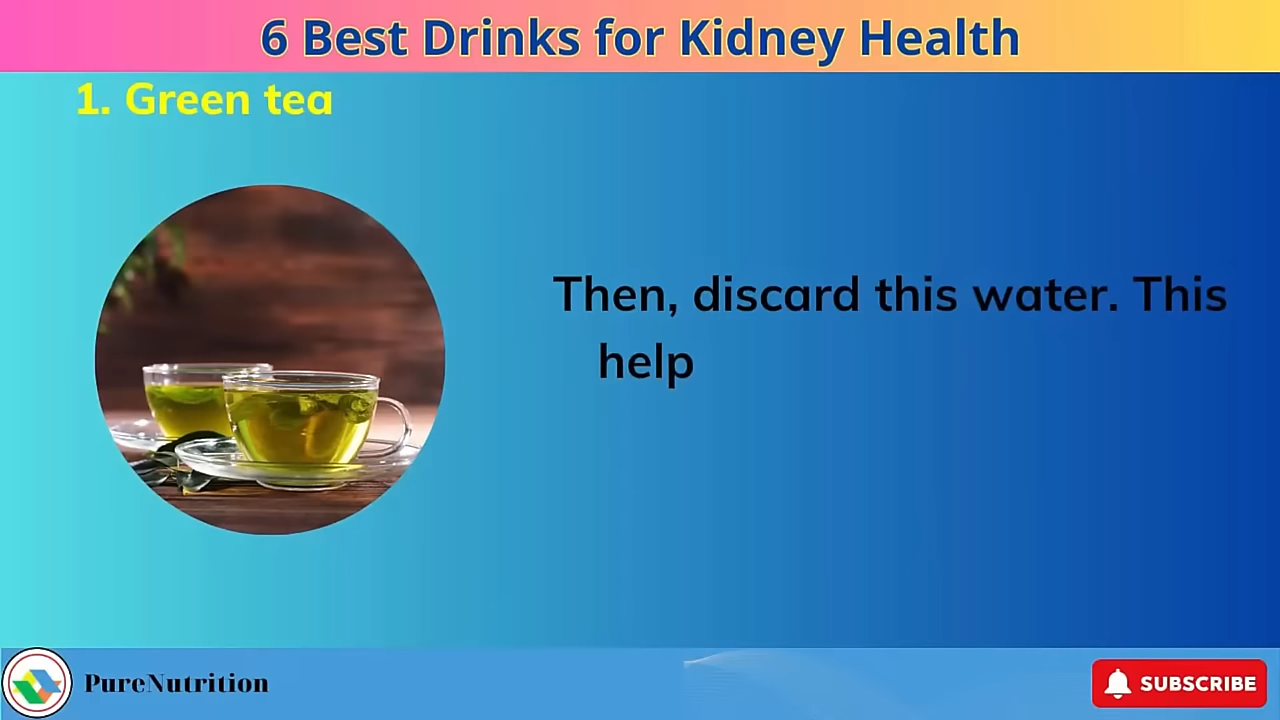 6 Best Drinks for Kidney Health
1. Green tea
Then, discard this water. This
help
PureNutrition
SUBSCRIBE